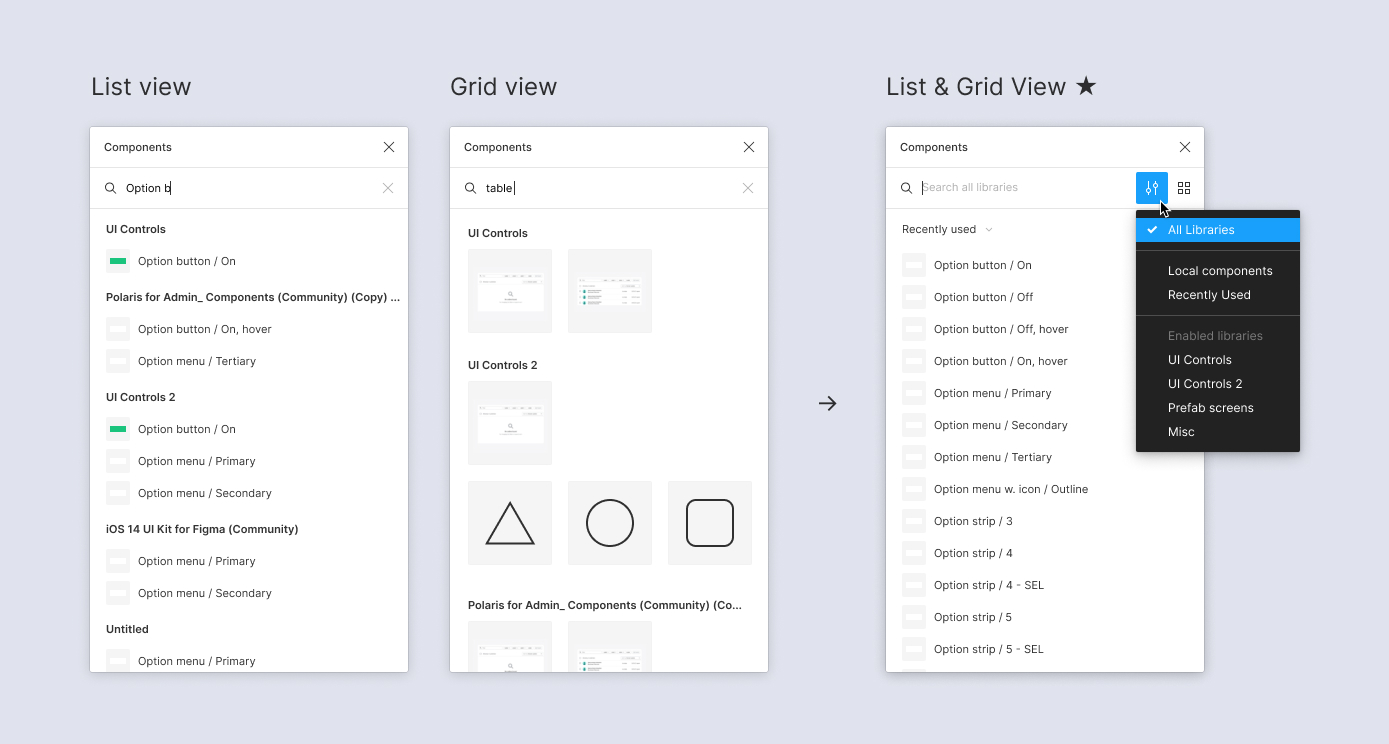 List view
Components
Option b
UI Controls
Option button / On
Polaris for Admin_ Components (Community) (Copy) ...
Option button / On, hover
Option menu / Tertiary
UI Controls 2
Option button / On
Option menu / Primary
Option menu / Secondary
iOS 14 UI Kit for Figma (Community)
Option menu / Primary
Option menu / Secondary
Untitled
Option menu / Primary
Grid view
Components
table
UI Controls
UI Controls 2
Polaris for Admin_ Components (Community) (Co...
List & Grid View ★
Components
Search all libraries
Recently used
Option button / On
Option button / Off
Option button / Off, hover
Option button / On, hover
Option menu / Primary
Option menu / Secondary
Option menu / Tertiary
Option menu w. icon / Outline
Option strip / 3
Option strip / 4
Option strip / 4 - SEL
Option strip / 5
Option strip / 5 - SEL
All Libraries
Local components
Recently Used
Enabled libraries
UI Controls
UI Controls 2
Prefab screens
Misc